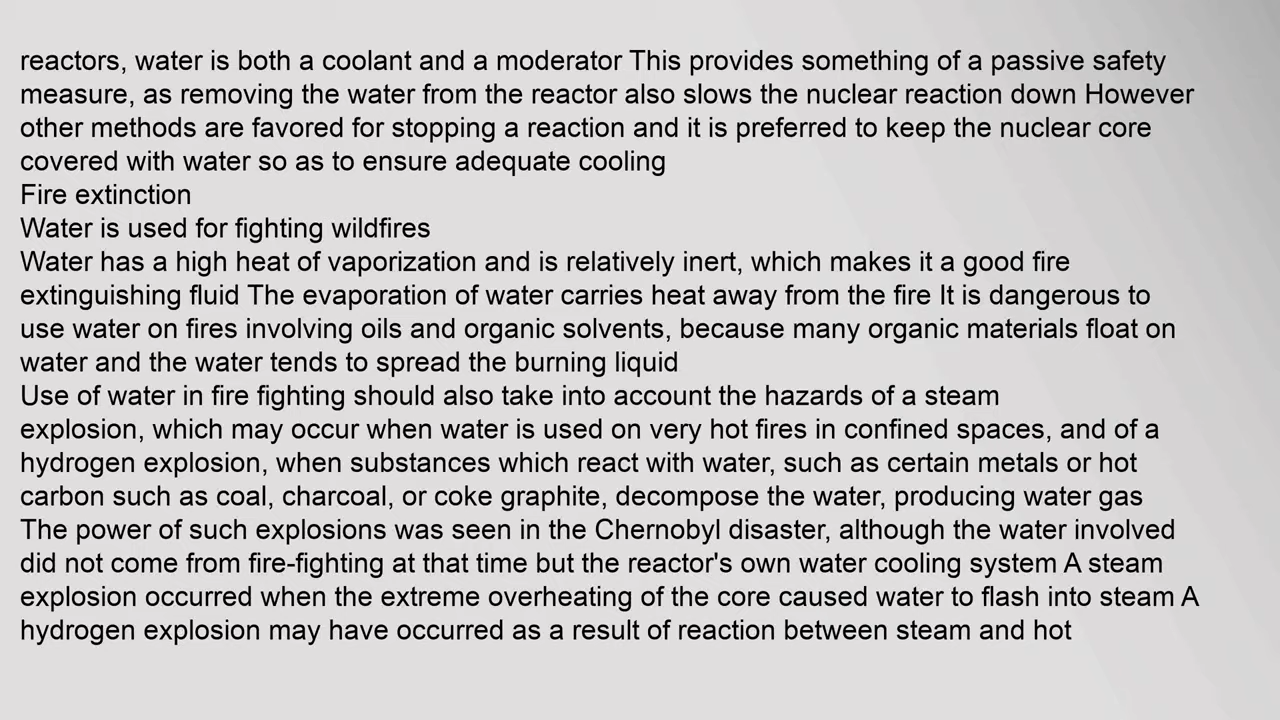 reactors, water is both a coolant and a moderator This provides something of a passive safety
measure, as removing the water from the reactor also slows the nuclear reaction down However
other methods are favored for stopping a reaction and it is preferred to keep the nuclear core
covered with water so as to ensure adequate cooling
Fire extinction
Water is used for fighting wildfires
Water has a high heat of vaporization and is relatively inert, which makes it a good fire
extinguishing fluid The evaporation of water carries heat away from the fire It is dangerous to
use water on fires involving oils and organic solvents, because many organic materials float on
water and the water tends to spread the burning liquid
Use of water in fire fighting should also take into account the hazards of a steam
explosion, which may occur when water is used on very hot fires in confined spaces, and of a
hydrogen explosion, when substances which react with water, such as certain metals or hot
carbon such as coal, charcoal, or coke graphite, decompose the water, producing water gas
The power of such explosions was seen in the Chernobyl disaster, although the water involved
did not come from fire-fighting at that time but the reactor's own water cooling system A steam
explosion occurred when the extreme overheating of the core caused water to flash into steam A
hydrogen explosion may have occurred as a result of reaction between steam and hot